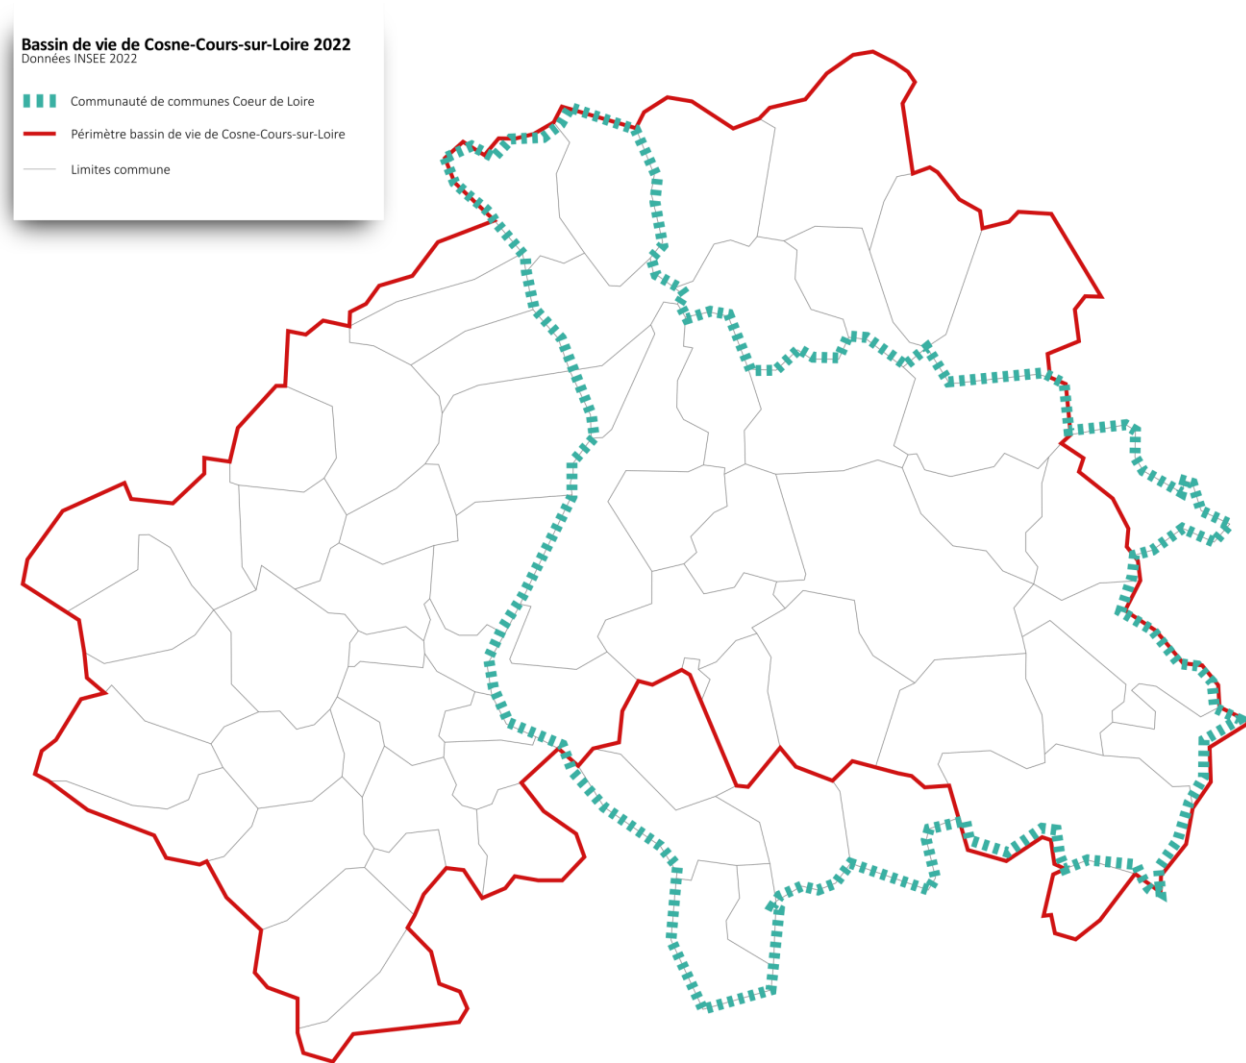 Bassin de vie de Cosne-Cours-sur-Loire 2022
Données INSEE 2022
Communauté de communes Coeur de Loire
Périmètre bassin de vie de Cosne-Cours-sur-Loire
Limites commune